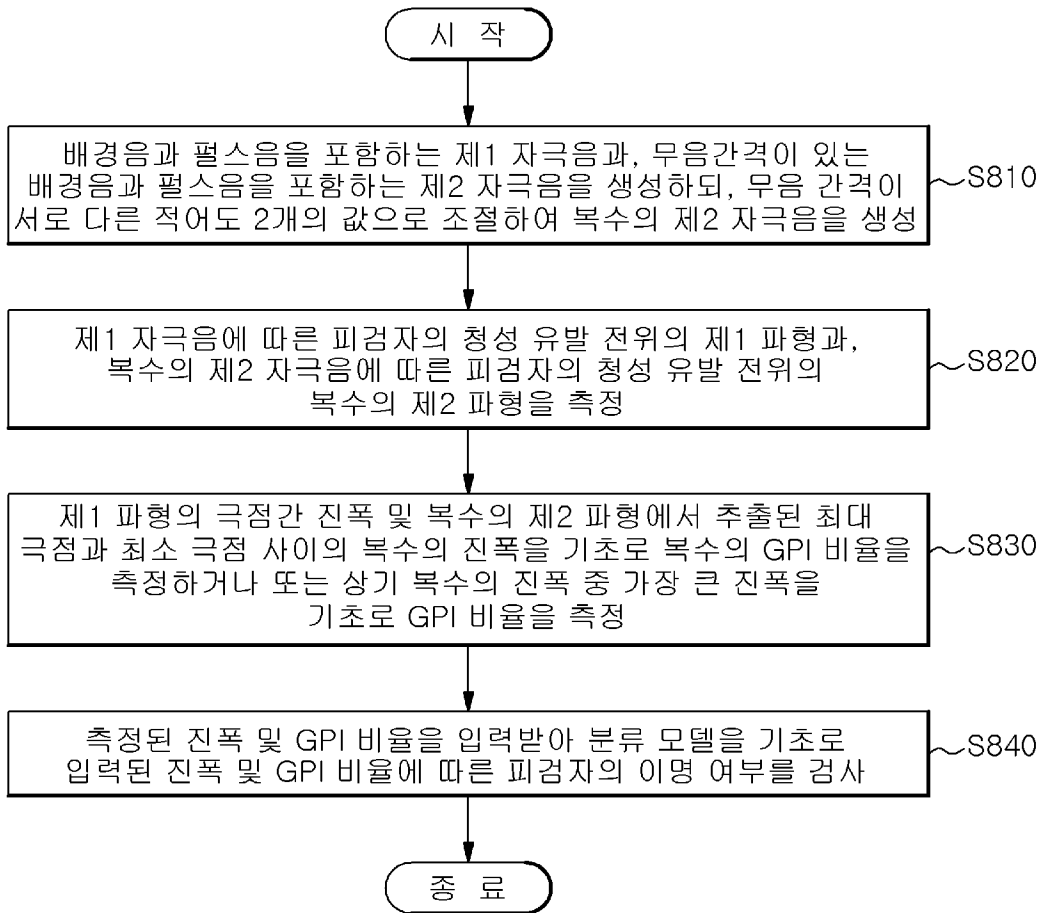 시 작
배경음과 펄스음을 포함하는 제1 자극음과, 무음간격이 있는
배경음과 펄스음을 포함하는 제2 자극음을 생성하되, 무음 간격이
서로 다른 적어도 2개의 값으로 조절하여 복수의 제2 자극음을 생성
S810
제1 자극음에 따른 피검자의 청성 유발 전위의 제1 파형과,
복수의 제2 자극음에 따른 피검자의 청성 유발 전위의
복수의 제2 파형을 측정
S820
제1 파형의 극점간 진폭 및 복수의 제2 파형에서 추출된 최대
극점과 최소 극점 사이의 복수의 진폭을 기초로 복수의 GPI 비율을
측정하거나 또는 상기 복수의 진폭 중 가장 큰 진폭을
기초로 GPI 비율을 측정
S830
측정된 진폭 및 GPI 비율을 입력받아 분류 모델을 기초로
입력된 진폭 및 GPI 비율에 따른 피검자의 이명 여부를 검사
S840
종 료